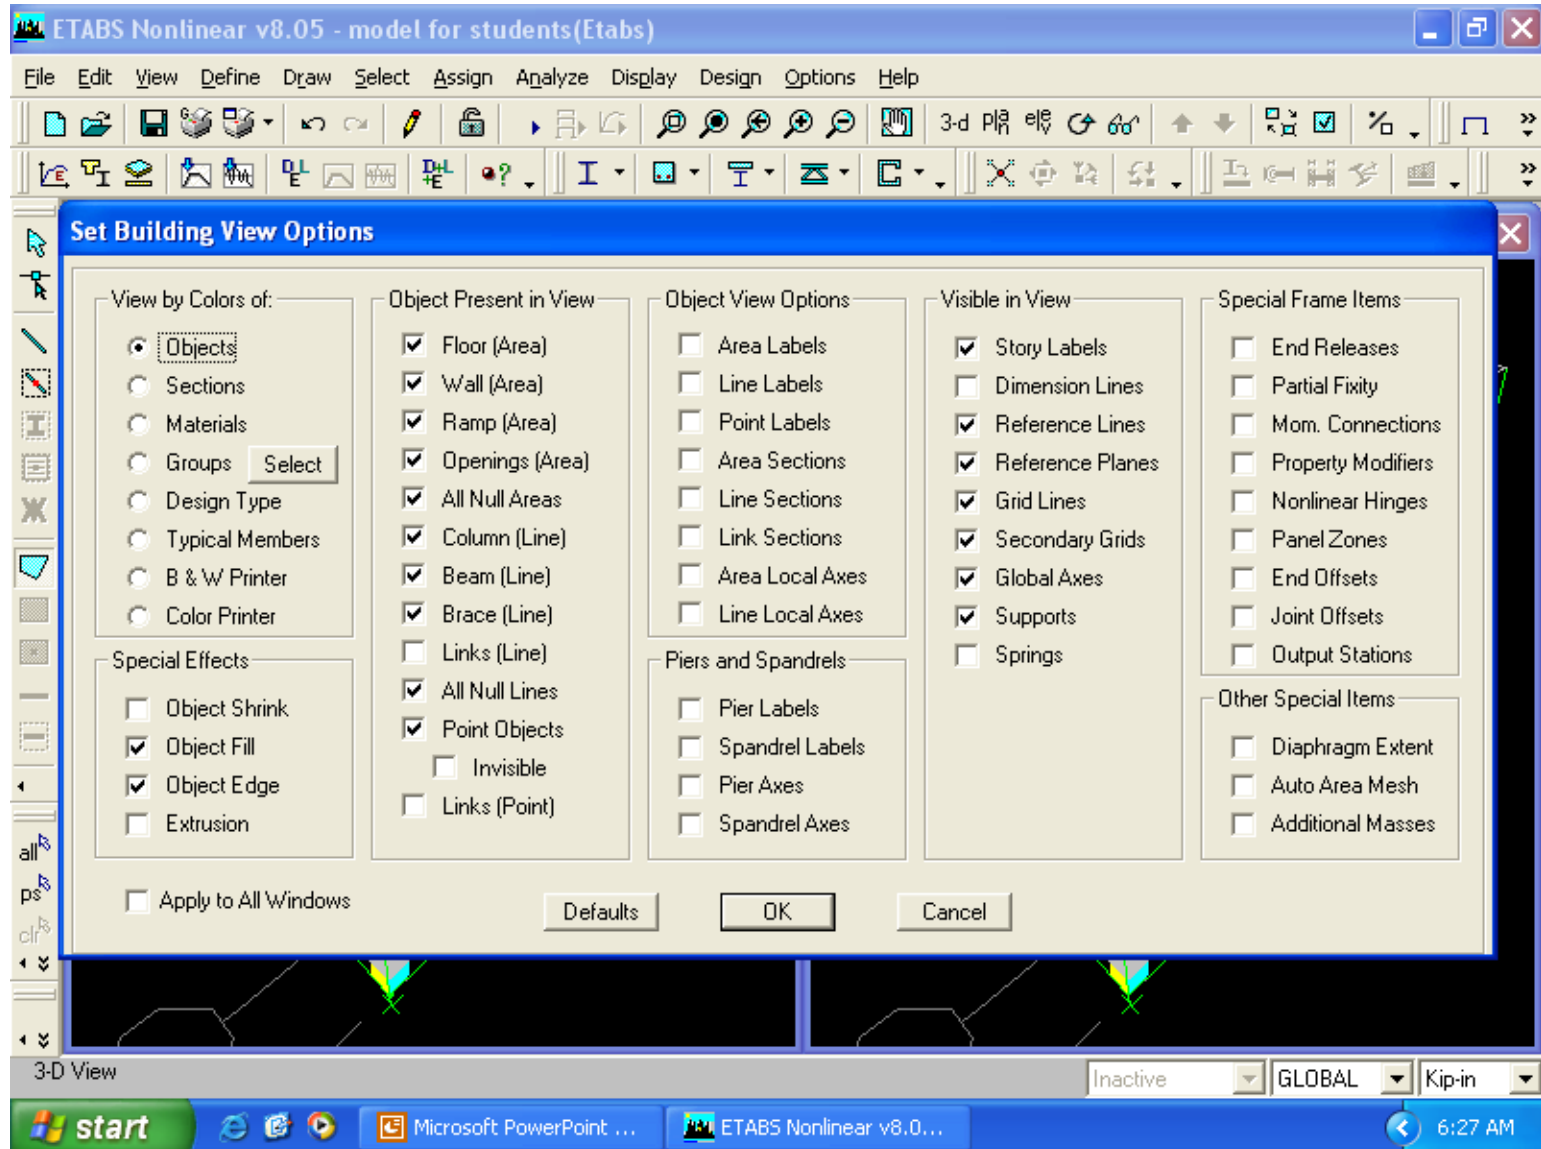 ETABS Nonlinear v8.05 - model for students(Etabs)
File Edit View Define Draw Select Assign Analyze Display Design Options Help
3-d
Set Building View Options
View by Colors of:
Objects
Sections
Materials
Groups Select
Design Type
Typical Members
B & W Printer
Color Printer
Special Effects
Object Shrink
Object Fill
Object Edge
Extrusion
Object Present in View
Floor (Area)
Wall (Area)
Ramp (Area)
Openings (Area)
All Null Areas
Column (Line)
Beam (Line)
Brace (Line)
Links (Line)
All Null Lines
Point Objects
Invisible
Links (Point)
Object View Options
Area Labels
Line Labels
Point Labels
Area Sections
Line Sections
Link Sections
Area Local Axes
Line Local Axes
Piers and Spandrels
Pier Labels
Spandrel Labels
Pier Axes
Spandrel Axes
Visible in View
Story Labels
Dimension Lines
Reference Lines
Reference Planes
Grid Lines
Secondary Grids
Global Axes
Supports
Springs
Special Frame Items
End Releases
Partial Fixity
Mom. Connections
Property Modifiers
Nonlinear Hinges
Panel Zones
End Offsets
Joint Offsets
Output Stations
Other Special Items
Diaphragm Extent
Auto Area Mesh
Additional Masses
Apply to All Windows
Defaults OK Cancel
all
ps
clr
3-D View
Inactive GLOBAL Kip-in
start Microsoft PowerPoint ... ETABS Nonlinear v8.0... 6:27 AM